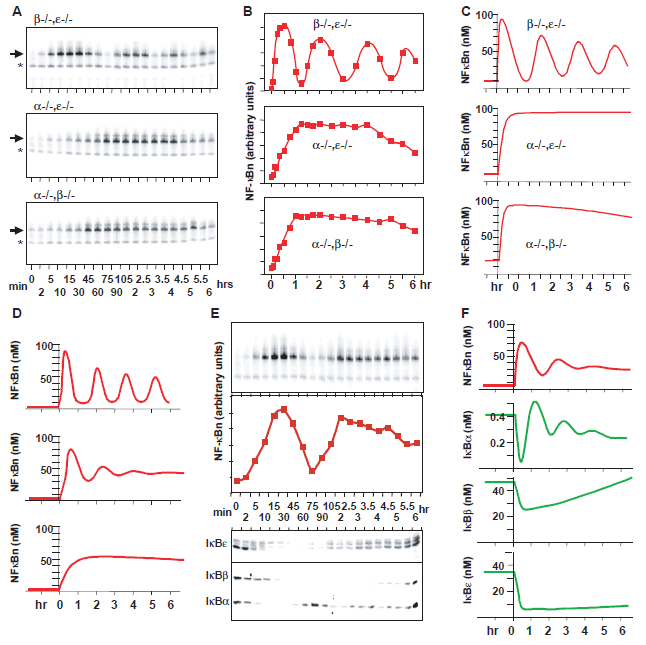 A
β-/-,ε-/-
*
α-/-,ε-/-
*
α-/-,β-/-
*
0 5 15 45 75 105 2.5 3.5 4.5 5.5
min 2 10 30 60 90 2 3 4 5 6 hrs
B
NF-κBn (arbitrary units)
β-/-,ε-/-
α-/-,ε-/-
α-/-,β-/-
0 1 2 3 4 5 6 hr
C
β-/-,ε-/-
NFκBn (nM)
100
50
α-/-,ε-/-
NFκBn (nM)
100
50
α-/-,β-/-
NFκBn (nM)
100
50
hr 0 1 2 3 4 5 6
D
NFκBn (nM)
100
50
NFκBn (nM)
100
50
NFκBn (nM)
100
50
hr 0 1 2 3 4 5 6
E
NF-κBn (arbitrary units)
0 5 15 45 75 105 2.5 3.5 4.5 5.5 hr
min 2 10 30 60 90 2 3 4 5 6
IκBε
IκBβ
IκBα
F
NFκBn (nM)
100
50
IκBα (nM)
0.4
0.2
IκBβ (nM)
40
20
IκBε (nM)
40
20
hr 0 1 2 3 4 5 6